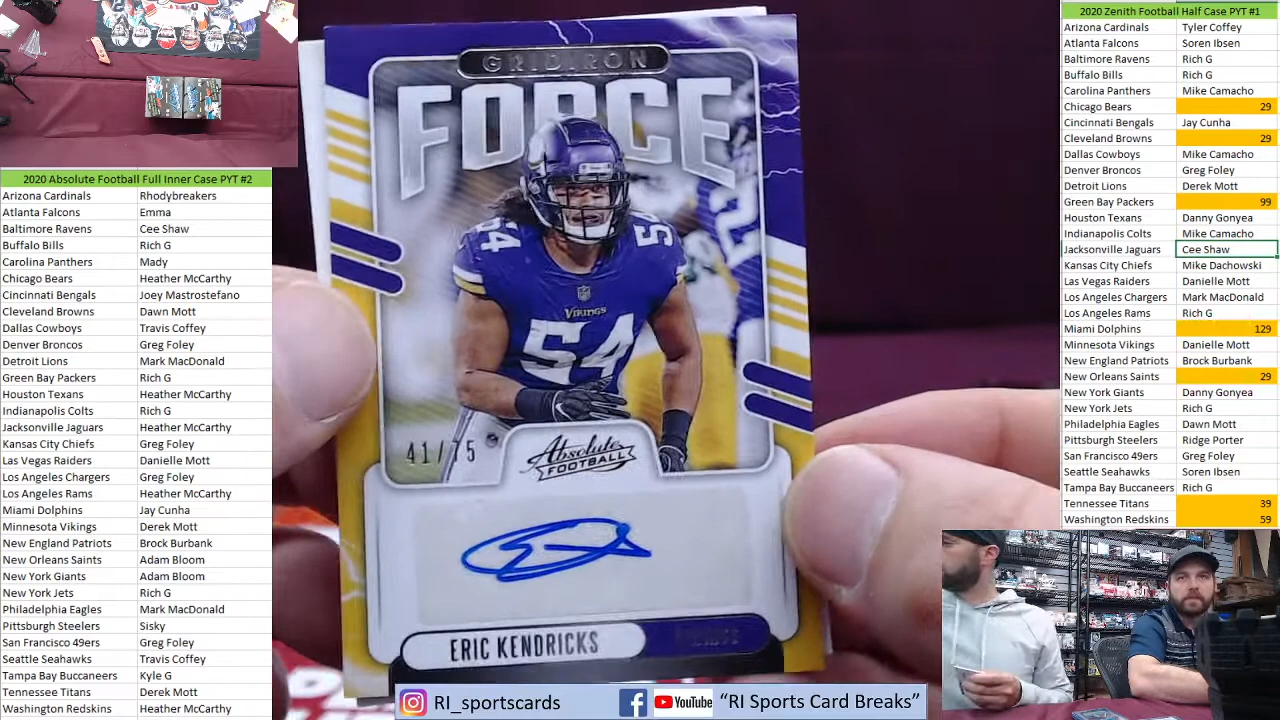 2020 Absolute Football Full Inner Case PYT #2
Arizona Cardinals Rhodybreakers
Atlanta Falcons Emma
Baltimore Ravens Cee Shaw
Buffalo Bills Rich G
Carolina Panthers Mady
Chicago Bears Heather McCarthy
Cincinnati Bengals Joey Mastrostefano
Cleveland Browns Dawn Mott
Dallas Cowboys Travis Coffey
Denver Broncos Greg Foley
Detroit Lions Mark MacDonald
Green Bay Packers Rich G
Houston Texans Heather McCarthy
Indianapolis Colts Rich G
Jacksonville Jaguars Heather McCarthy
Kansas City Chiefs Greg Foley
Las Vegas Raiders Danielle Mott
Los Angeles Chargers Greg Foley
Los Angeles Rams Heather McCarthy
Miami Dolphins Jay Cunha
Minnesota Vikings Derek Mott
New England Patriots Brock Burbank
New Orleans Saints Adam Bloom
New York Giants Adam Bloom
New York Jets Rich G
Philadelphia Eagles Mark MacDonald
Pittsburgh Steelers Sisky
San Francisco 49ers Greg Foley
Seattle Seahawks Travis Coffey
Tampa Bay Buccaneers Kyle G
Tennessee Titans Derek Mott
Washington Redskins Heather McCarthy
GRIDIRON
FORCE
54
54
VIKINGS
54
41/75
Absolute
FOOTBALL
ERIC KENDRICKS
RI_sportscards
YouTube
"RI Sports Card Breaks"
2020 Zenith Football Half Case PYT #1
Arizona Cardinals Tyler Coffey
Atlanta Falcons Soren Ibsen
Baltimore Ravens Rich G
Buffalo Bills Rich G
Carolina Panthers Mike Camacho
Chicago Bears 29
Cincinnati Bengals Jay Cunha
Cleveland Browns 29
Dallas Cowboys Mike Camacho
Denver Broncos Greg Foley
Detroit Lions Derek Mott
Green Bay Packers 99
Houston Texans Danny Gonyea
Indianapolis Colts Mike Camacho
Jacksonville Jaguars Cee Shaw
Kansas City Chiefs Mike Dachowski
Las Vegas Raiders Danielle Mott
Los Angeles Chargers Mark MacDonald
Los Angeles Rams Rich G
Miami Dolphins 129
Minnesota Vikings Danielle Mott
New England Patriots Brock Burbank
New Orleans Saints 29
New York Giants Danny Gonyea
New York Jets Rich G
Philadelphia Eagles Dawn Mott
Pittsburgh Steelers Ridge Porter
San Francisco 49ers Greg Foley
Seattle Seahawks Soren Ibsen
Tampa Bay Buccaneers Rich G
Tennessee Titans 39
Washington Redskins 59